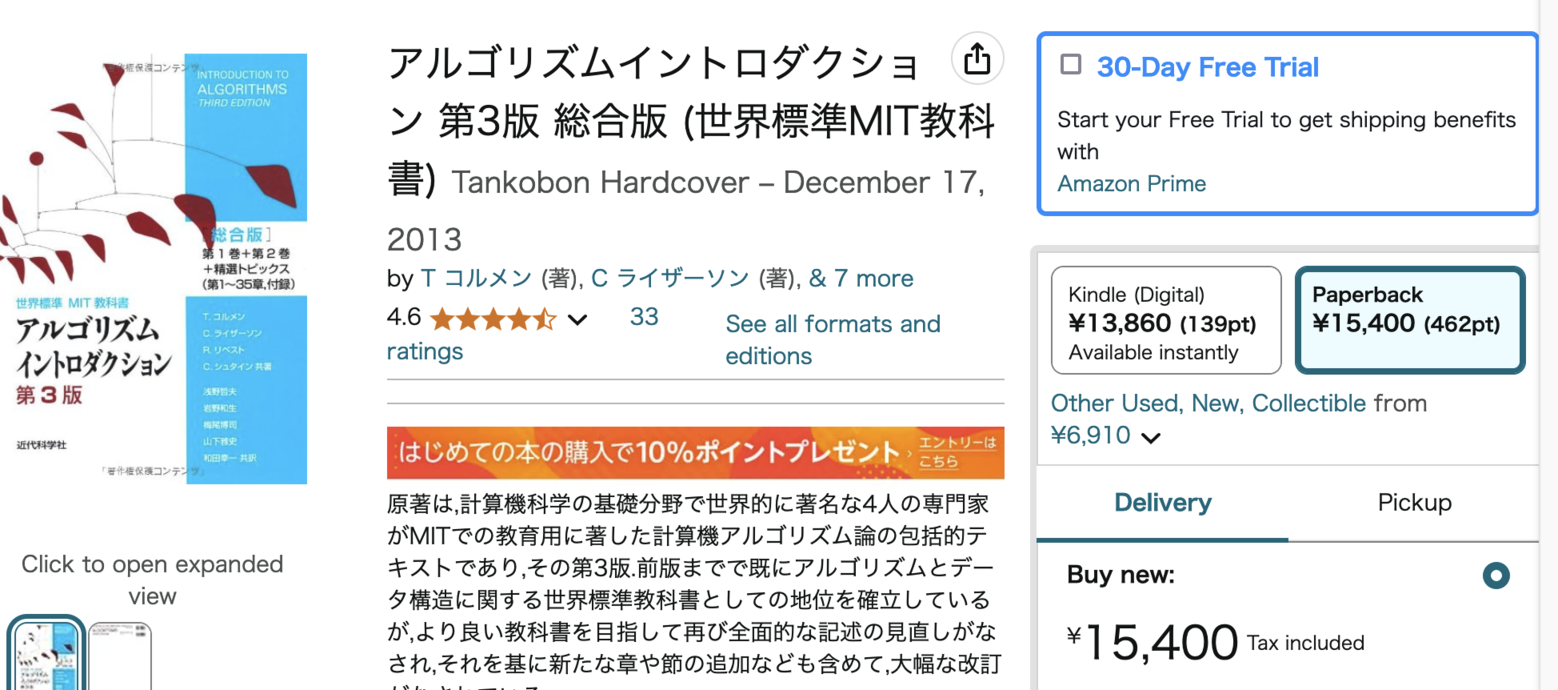 「著作権保護コンテンツ」
INTRODUCTION TO
ALGORITHMS
THIRD EDITION
[総合版]
第1巻+第2巻
+精選トピックス
(第1~35章,付録)
世界標準 MIT 教科書
アルゴリズム
イントロダクション
第3版
T. コルメン
C. ライザーソン
R. リベスト
C. シュタイン 共著
浅野哲夫
岩野和生
梅尾博司
山下雅史
和田幸一 共訳
近代科学社
「著作権保護コンテンツ」
Click to open expanded
view
アルゴリズムイントロダクショ
ン 第3版 総合版 (世界標準MIT教科
書) Tankobon Hardcover – December 17,
2013
by T コルメン (著), C ライザーソン (著), & 7 more
4.6 33
ratings
See all formats and
editions
はじめての本の購入で10%ポイントプレゼント › エントリーは
こちら
原著は,計算機科学の基礎分野で世界的に著名な4人の専門家
がMITでの教育用に著した計算機アルゴリズム論の包括的テ
キストであり,その第3版.前版までで既にアルゴリズムとデー
タ構造に関する世界標準教科書としての地位を確立している
が,より良い教科書を目指して再び全面的な記述の見直しがな
され,それを基に新たな章や節の追加なども含めて,大幅な改訂
30-Day Free Trial
Start your Free Trial to get shipping benefits
with
Amazon Prime
Kindle (Digital)
¥13,860 (139pt)
Available instantly
Paperback
¥15,400 (462pt)
Other Used, New, Collectible from
¥6,910
Delivery
Pickup
Buy new:
¥15,400 Tax included